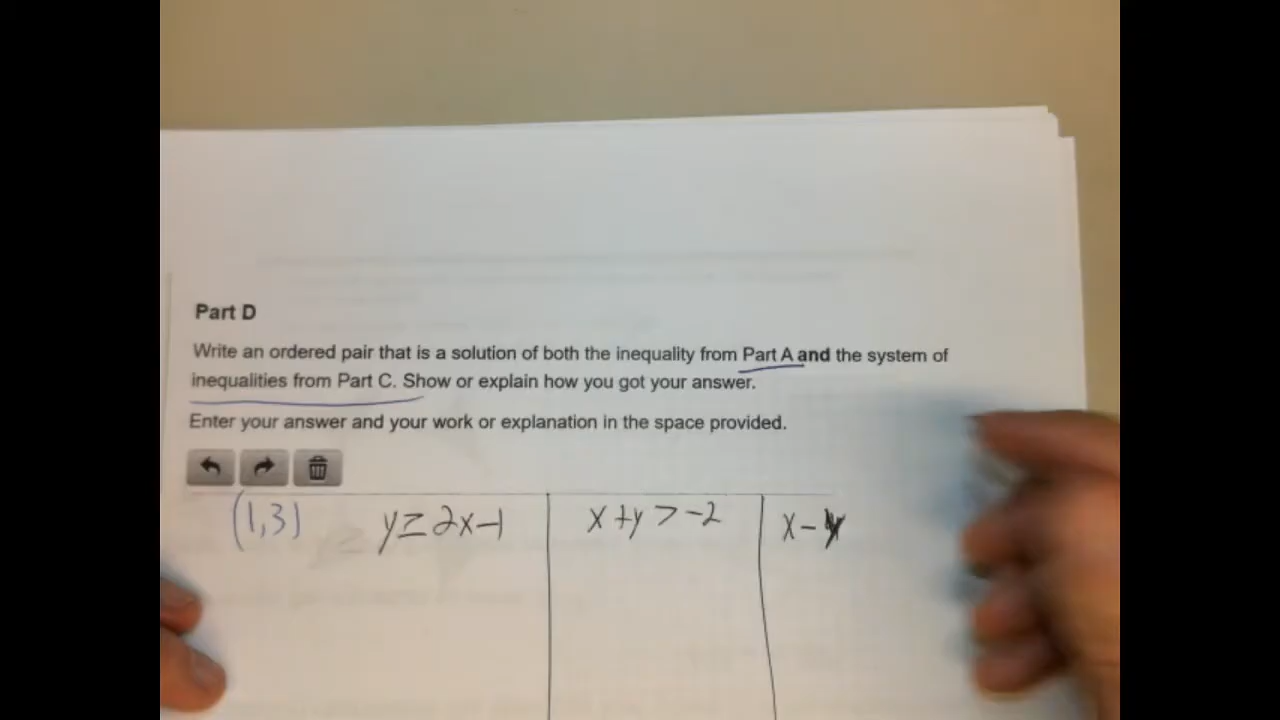 Part D
Write an ordered pair that is a solution of both the inequality from Part A and the system of
inequalities from Part C. Show or explain how you got your answer.
Enter your answer and your work or explanation in the space provided.
(1,3) y≥2x-1 x+y>-2 x-y